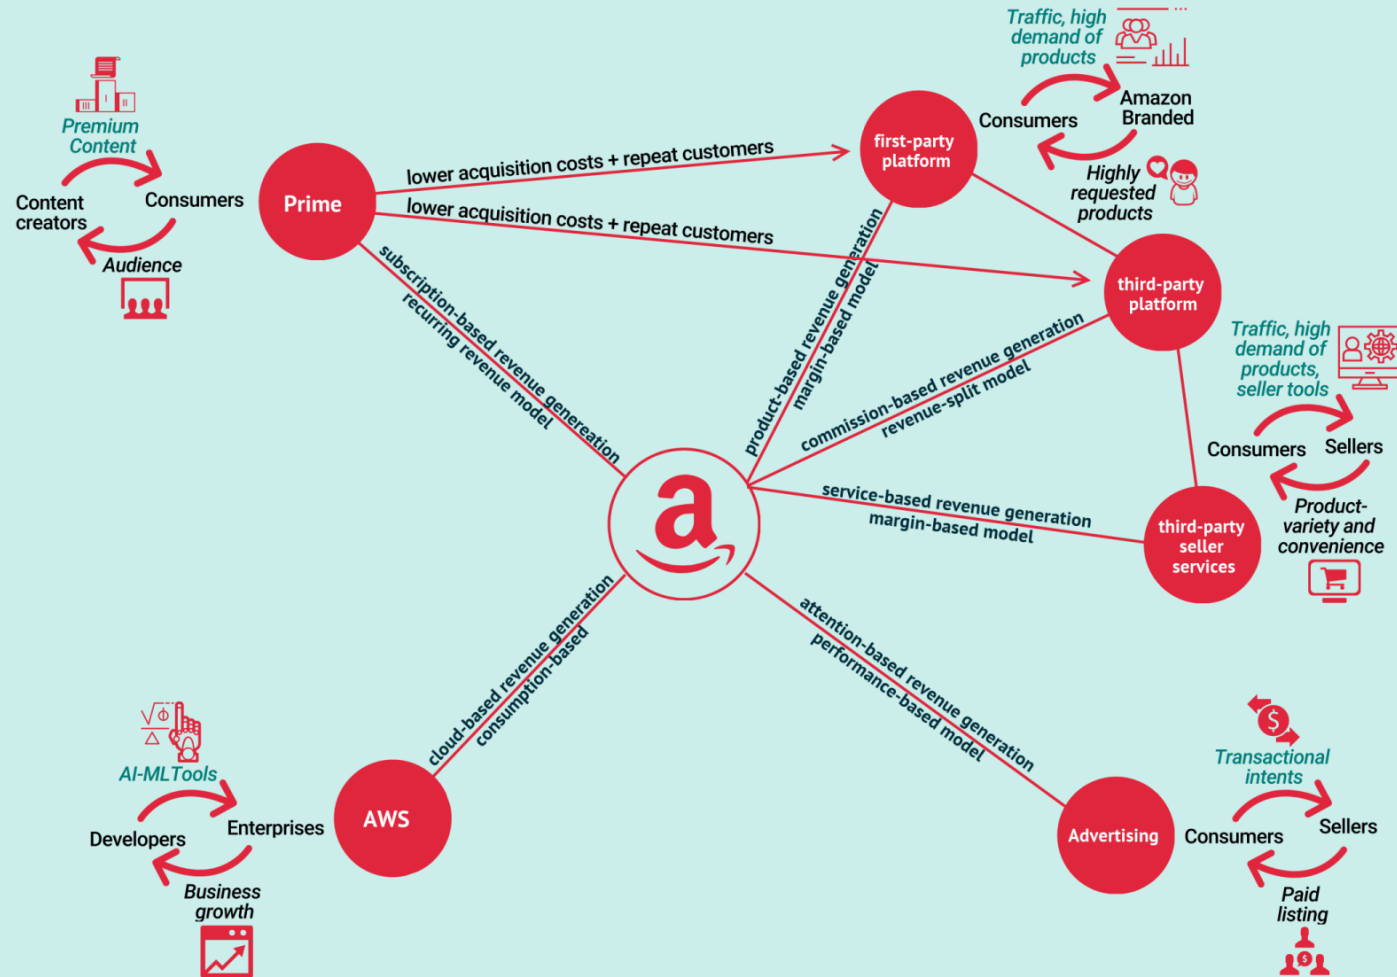 Premium
Content
Content
creators
Consumers
Audience
Prime
lower acquisition costs + repeat customers
lower acquisition costs + repeat customers
first-party
platform
Traffic, high
demand of
products
Consumers
Amazon
Branded
Highly
requested
products
third-party
platform
Traffic, high
demand of
products,
seller tools
Consumers
Sellers
Product-
variety and
convenience
third-party
seller
services
subscription-based revenue genereation
recurring revenue model
product-based revenue generation
margin-based model
commission-based revenue generation
revenue-split model
service-based revenue generation
margin-based model
a
cloud-based revenue generation
consumption-based
attention-based revenue generation
performance-based model
AI-MLTools
Developers
Enterprises
Business
growth
AWS
Advertising
Transactional
intents
$
Consumers
Sellers
Paid
listing
$